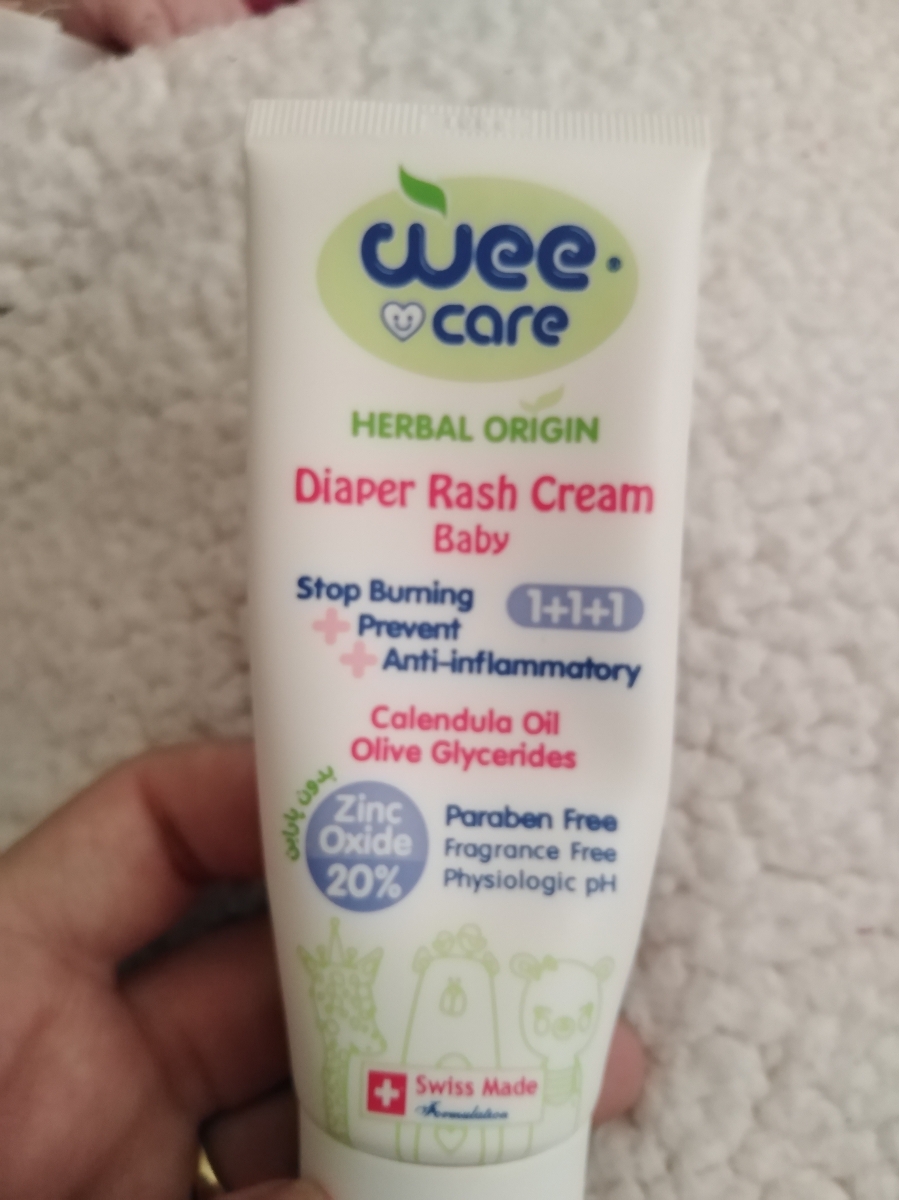 wee
care
HERBAL ORIGIN
Diaper Rash Cream
Baby
Stop Burning
+ Prevent
+ Anti-inflammatory
1+1+1
Calendula Oil
Olive Glycerides
بدون پارابن
Zinc
Oxide
20%
Paraben Free
Fragrance Free
Physiologic pH
Swiss Made
Formulation